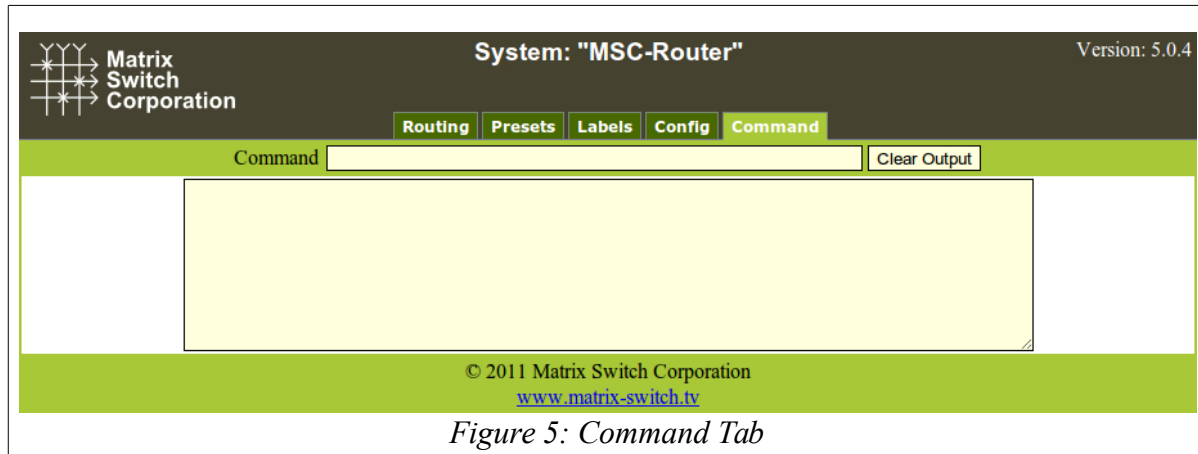 Matrix
Switch
Corporation
System: "MSC-Router"
Version: 5.0.4
Routing Presets Labels Config Command
Command Clear Output
© 2011 Matrix Switch Corporation
www.matrix-switch.tv
Figure 5: Command Tab